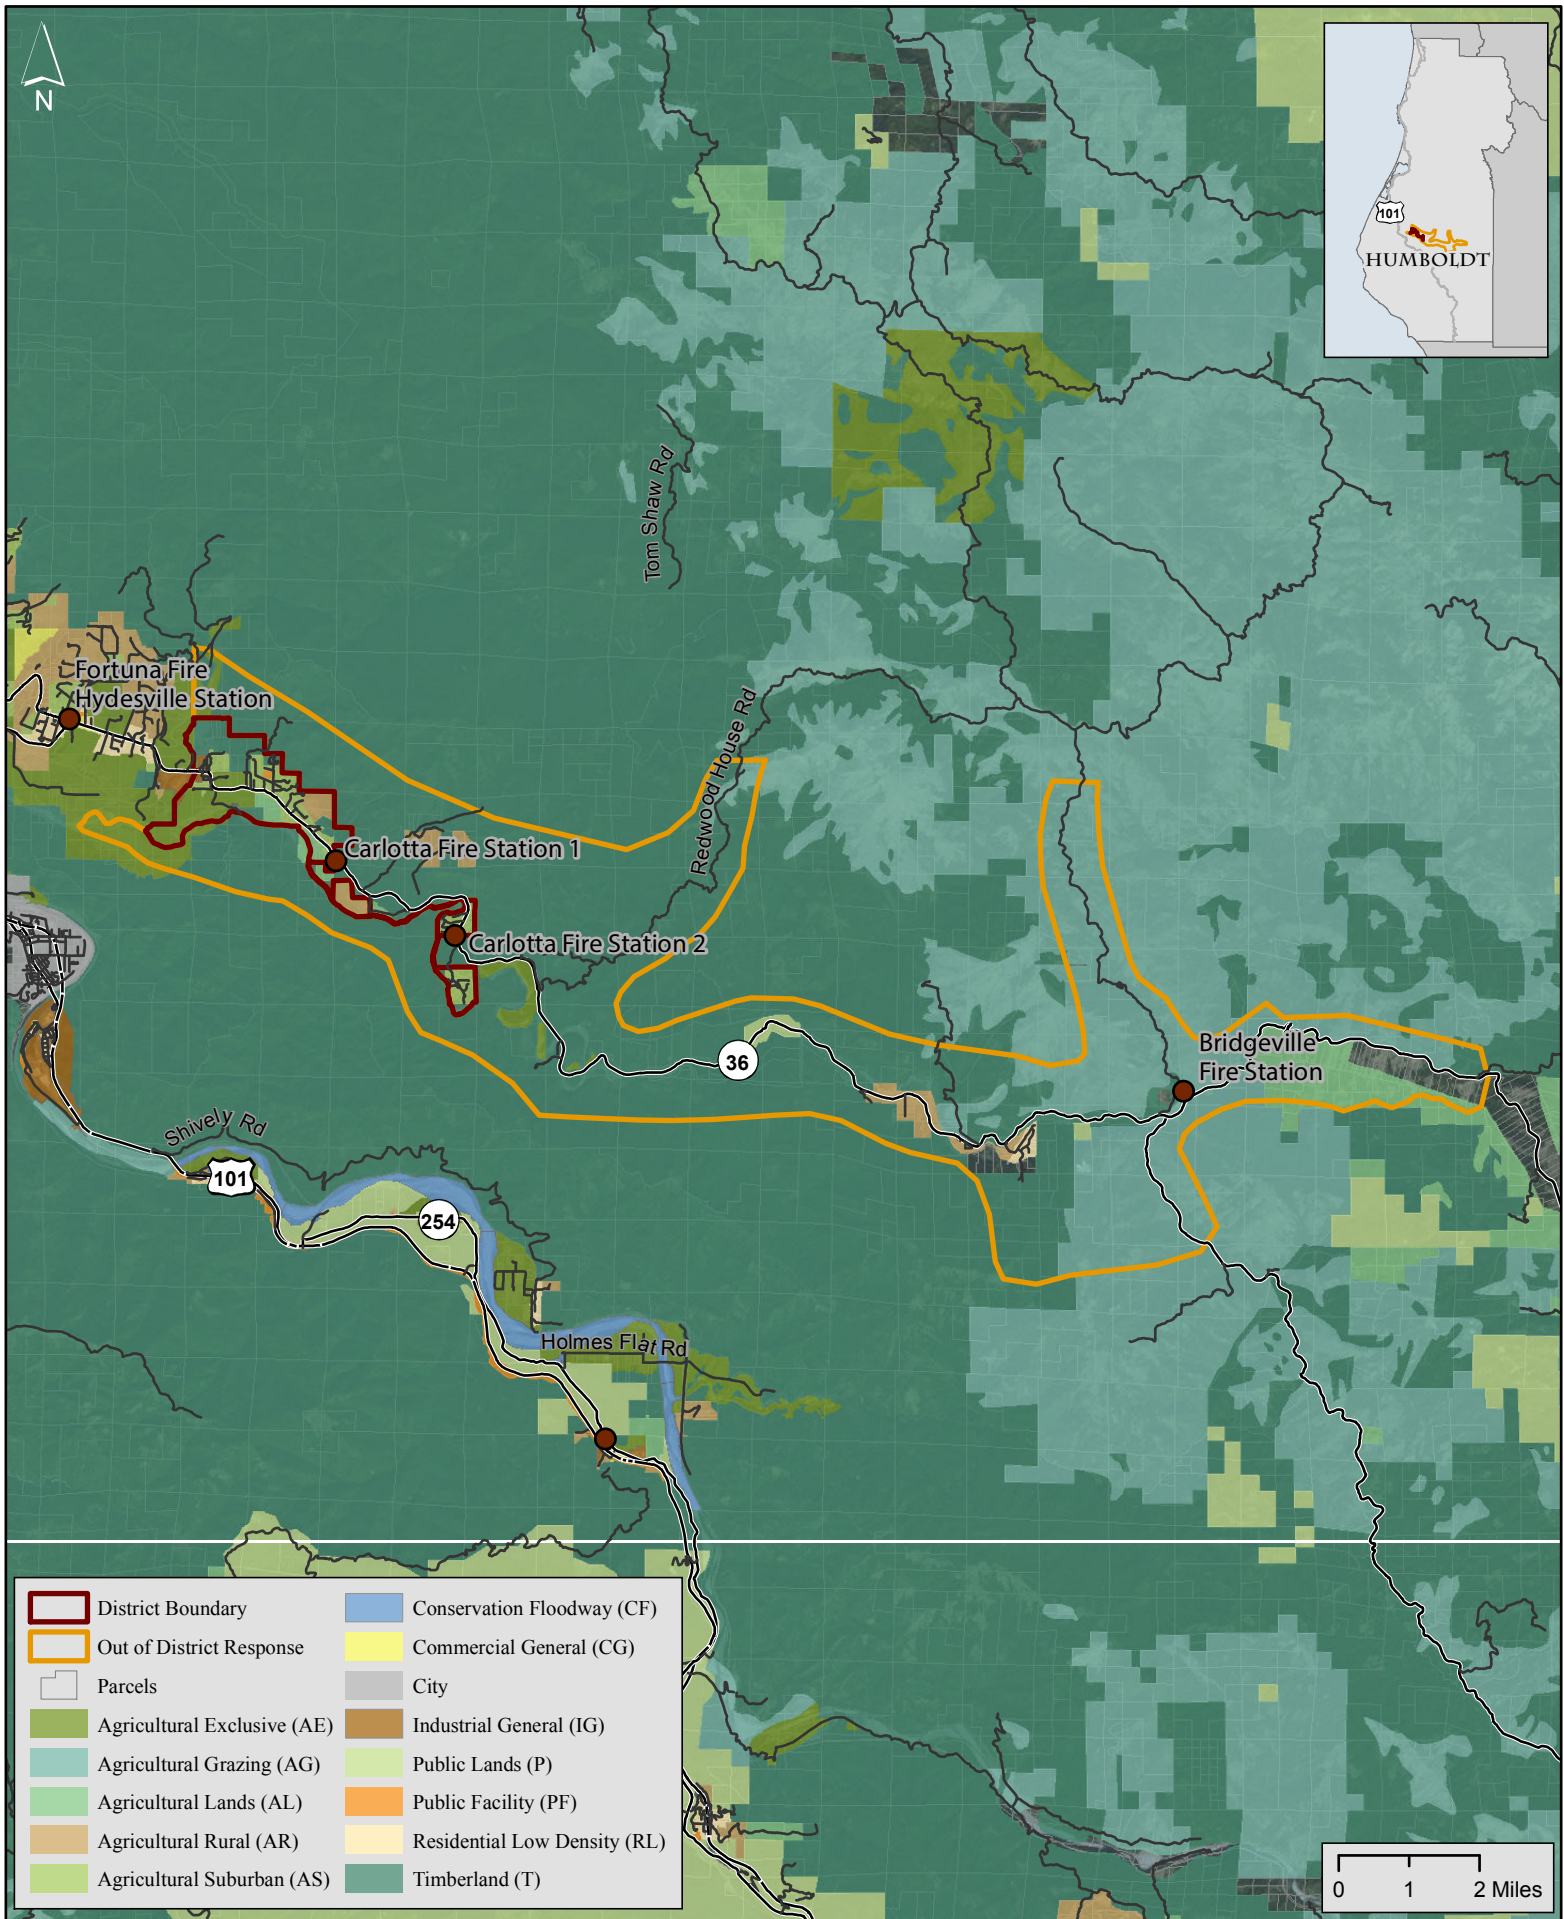 N
101
HUMBOLDT
Tom Shaw Rd
Fortuna Fire
Hydesville Station
Redwood House Rd
Carlotta Fire Station 1
Carlotta Fire Station 2
36
Bridgeville
Fire Station
Shively Rd
101
254
Holmes Flat Rd
District Boundary
Out of District Response
Parcels
Agricultural Exclusive (AE)
Agricultural Grazing (AG)
Agricultural Lands (AL)
Agricultural Rural (AR)
Agricultural Suburban (AS)
Conservation Floodway (CF)
Commercial General (CG)
City
Industrial General (IG)
Public Lands (P)
Public Facility (PF)
Residential Low Density (RL)
Timberland (T)
0 1 2 Miles